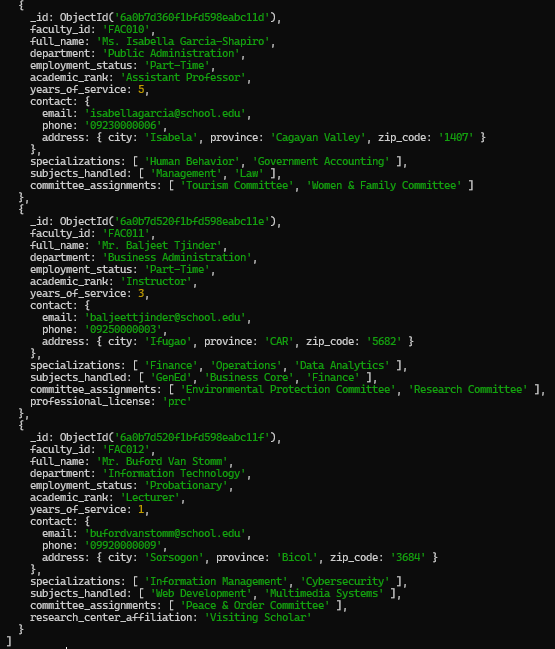 {
_id: ObjectId('6a0b7d360f1bfd598eabc11d'),
faculty_id: 'FAC010',
full_name: 'Ms. Isabella Garcia-Shapiro',
department: 'Public Administration',
employment_status: 'Part-Time',
academic_rank: 'Assistant Professor',
years_of_service: 5,
contact: {
email: 'isabellagarcia@school.edu',
phone: '09230000006',
address: { city: 'Isabela', province: 'Cagayan Valley', zip_code: '1407' }
},
specializations: [ 'Human Behavior', 'Government Accounting' ],
subjects_handled: [ 'Management', 'Law' ],
committee_assignments: [ 'Tourism Committee', 'Women & Family Committee' ]
},
{
_id: ObjectId('6a0b7d520f1bfd598eabc11e'),
faculty_id: 'FAC011',
full_name: 'Mr. Baljeet Tjinder',
department: 'Business Administration',
employment_status: 'Part-Time',
academic_rank: 'Instructor',
years_of_service: 3,
contact: {
email: 'baljeettjinder@school.edu',
phone: '09250000003',
address: { city: 'Ifugao', province: 'CAR', zip_code: '5682' }
},
specializations: [ 'Finance', 'Operations', 'Data Analytics' ],
subjects_handled: [ 'GenEd', 'Business Core', 'Finance' ],
committee_assignments: [ 'Environmental Protection Committee', 'Research Committee' ],
professional_license: 'prc'
},
{
_id: ObjectId('6a0b7d520f1bfd598eabc11f'),
faculty_id: 'FAC012',
full_name: 'Mr. Buford Van Stomm',
department: 'Information Technology',
employment_status: 'Probationary',
academic_rank: 'Lecturer',
years_of_service: 1,
contact: {
email: 'bufordvanstomm@school.edu',
phone: '09920000009',
address: { city: 'Sorsogon', province: 'Bicol', zip_code: '3684' }
},
specializations: [ 'Information Management', 'Cybersecurity' ],
subjects_handled: [ 'Web Development', 'Multimedia Systems' ],
committee_assignments: [ 'Peace & Order Committee' ],
research_center_affiliation: 'Visiting Scholar'
}
]